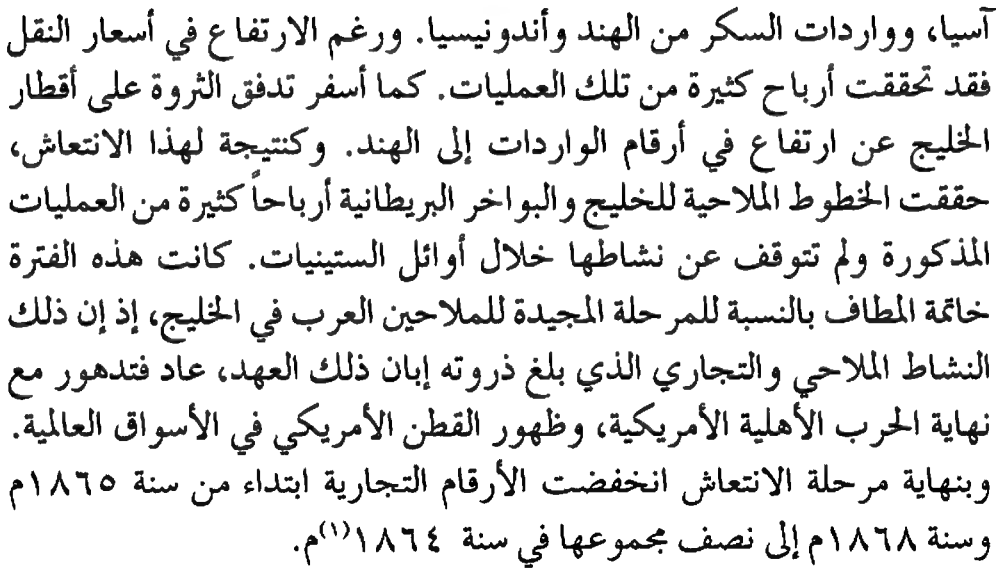 آسيا، وواردات السكر من الهند وأندونيسيا. ورغم الارتفاع في أسعار النقل
فقد تحققت أرباح كثيرة من تلك العمليات. كما أسفر تدفق الثروة على أقطار
الخليج عن ارتفاع في أرقام الواردات إلى الهند. وكنتيجة لهذا الانتعاش،
حققت الخطوط الملاحية للخليج والبواخر البريطانية أرباحاً كثيرة من العمليات
المذكورة ولم تتوقف عن نشاطها خلال أوائل الستينيات. كانت هذه الفترة
خاتمة المطاف بالنسبة للمرحلة المجيدة للملاحين العرب في الخليج، إذ إن ذلك
النشاط الملاحي والتجاري الذي بلغ ذروته إبان ذلك العهد، عاد فتدهور مع
نهاية الحرب الأهلية الأمريكية، وظهور القطن الأمريكي في الأسواق العالمية.
وبنهاية مرحلة الانتعاش انخفضت الأرقام التجارية ابتداء من سنة ١٨٦٥م
وسنة ١٨٦٨م إلى نصف مجموعها في سنة ١٨٦٤(١)م.